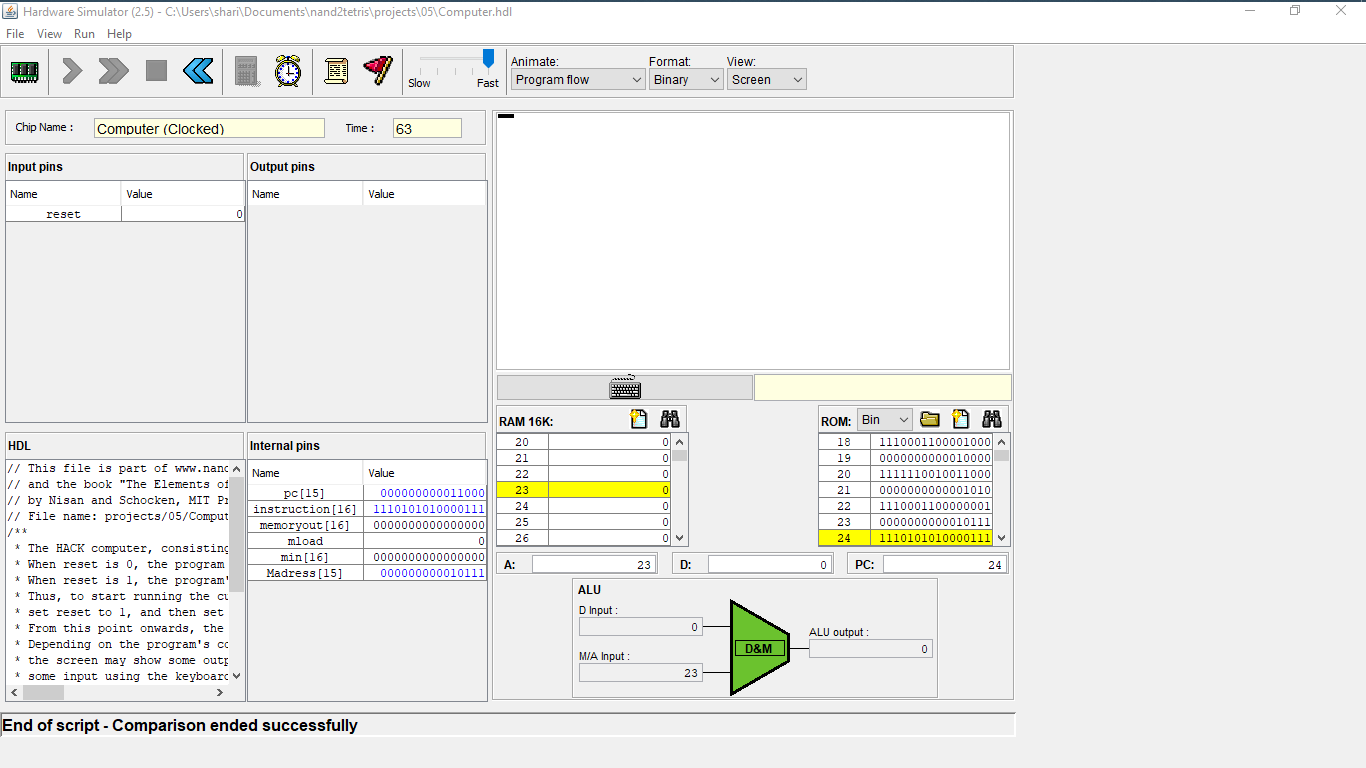 Hardware Simulator (2.5) - C:\Users\shari\Documents\nand2tetris\projects\05\Computer.hdl
File View Run Help
Slow Fast
Animate: Format: View:
Program flow Binary Screen
Chip Name : Computer (Clocked) Time : 63
Input pins
Name Value
reset 0
Output pins
Name Value
HDL
// This file is part of www.nand
// and the book "The Elements of
// by Nisan and Schocken, MIT Pr
// File name: projects/05/Comput
/**
* The HACK computer, consisting
* When reset is 0, the program
* When reset is 1, the program'
* Thus, to start running the cu
* set reset to 1, and then set
* From this point onwards, the
* Depending on the program's co
* the screen may show some outp
* some input using the keyboard
Internal pins
Name Value
pc[15] 000000000011000
instruction[16] 1110101010000111
memoryout[16] 0000000000000000
mload 0
min[16] 0000000000000000
Madress[15] 000000000010111
RAM 16K:
20 0
21 0
22 0
23 0
24 0
25 0
26 0
ROM: Bin
18 1110001100001000
19 0000000000010000
20 1111110010011000
21 0000000000001010
22 1110001100000001
23 0000000000010111
24 1110101010000111
A: 23 D: 0 PC: 24
ALU
D Input :
0
M/A Input :
23
D&M
ALU output :
0
End of script - Comparison ended successfully